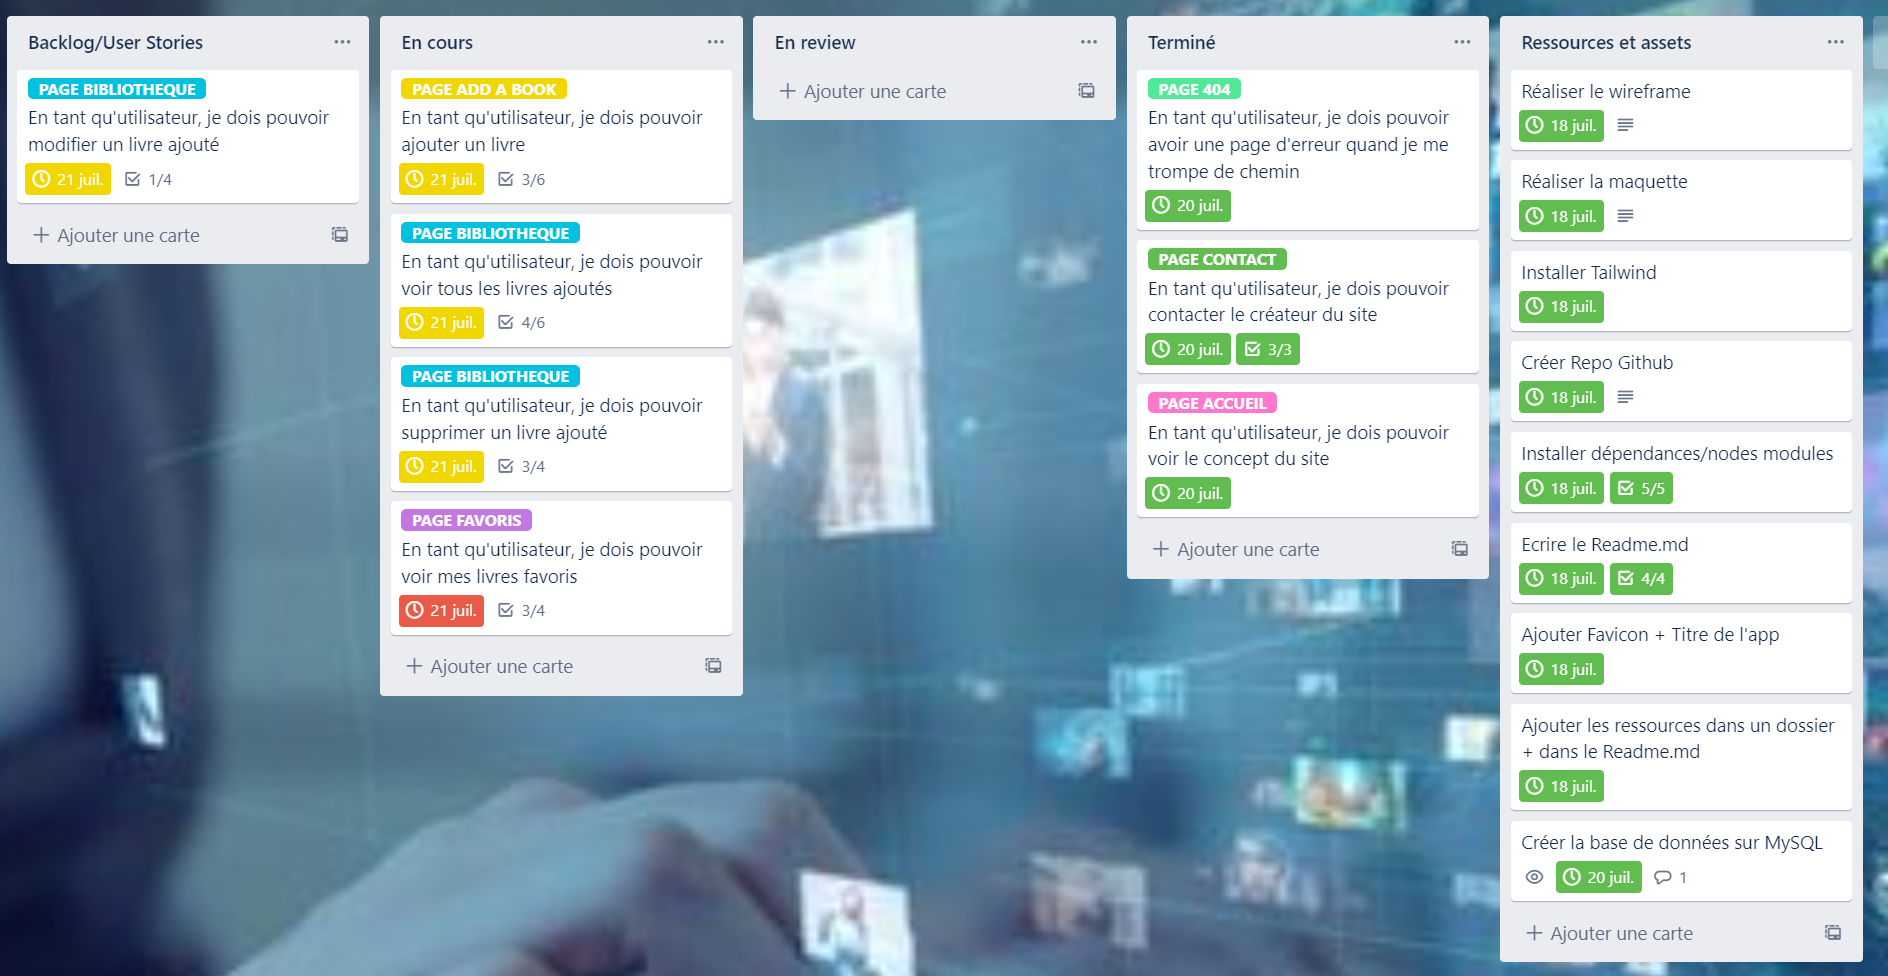 Backlog/User Stories
PAGE BIBLIOTHEQUE
En tant qu'utilisateur, je dois pouvoir
modifier un livre ajouté
21 juil. 1/4
+ Ajouter une carte
En cours
PAGE ADD A BOOK
En tant qu'utilisateur, je dois pouvoir
ajouter un livre
21 juil. 3/6
PAGE BIBLIOTHEQUE
En tant qu'utilisateur, je dois pouvoir
voir tous les livres ajoutés
21 juil. 4/6
PAGE BIBLIOTHEQUE
En tant qu'utilisateur, je dois pouvoir
supprimer un livre ajouté
21 juil. 3/4
PAGE FAVORIS
En tant qu'utilisateur, je dois pouvoir
voir mes livres favoris
21 juil. 3/4
+ Ajouter une carte
En review
+ Ajouter une carte
Terminé
PAGE 404
En tant qu'utilisateur, je dois pouvoir
avoir une page d'erreur quand je me
trompe de chemin
20 juil.
PAGE CONTACT
En tant qu'utilisateur, je dois pouvoir
contacter le créateur du site
20 juil. 3/3
PAGE ACCUEIL
En tant qu'utilisateur, je dois pouvoir
voir le concept du site
20 juil.
+ Ajouter une carte
Ressources et assets
Réaliser le wireframe
18 juil.
Réaliser la maquette
18 juil.
Installer Tailwind
18 juil.
Créer Repo Github
18 juil.
Installer dépendances/nodes modules
18 juil. 5/5
Ecrire le Readme.md
18 juil. 4/4
Ajouter Favicon + Titre de l'app
18 juil.
Ajouter les ressources dans un dossier
+ dans le Readme.md
18 juil.
Créer la base de données sur MySQL
20 juil. 1
+ Ajouter une carte